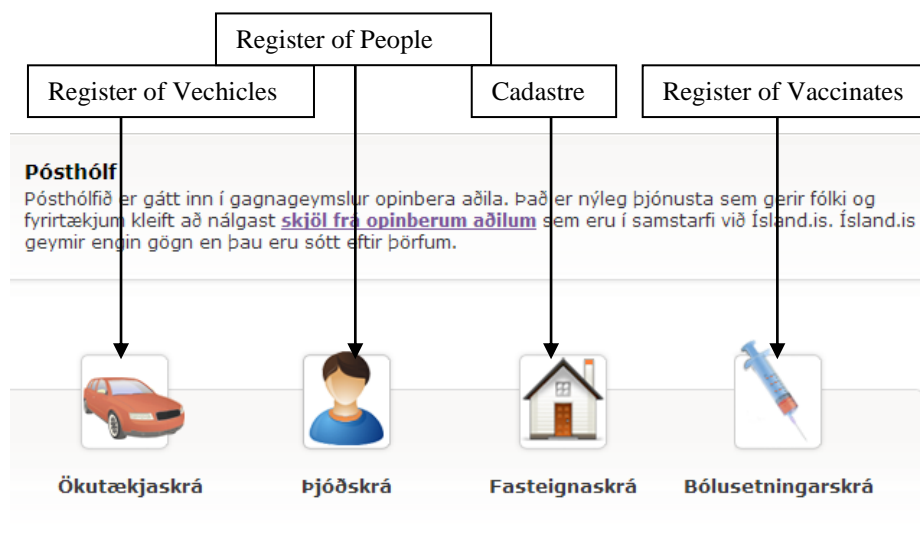 Register of People
Register of Vechicles
Cadastre
Register of Vaccinates
Pósthólf
Pósthólfið er gátt inn í gagnageymslur opinbera aðila. Það er nýleg þjónusta sem gerir fólki og
fyrirtækjum kleift að nálgast skjöl frá opinberum aðilum sem eru í samstarfi við Ísland.is. Ísland.is
geymir engin gögn en þau eru sótt eftir þörfum.
Ökutækjaskrá
Þjóðskrá
Fasteignaskrá
Bólusetningarskrá